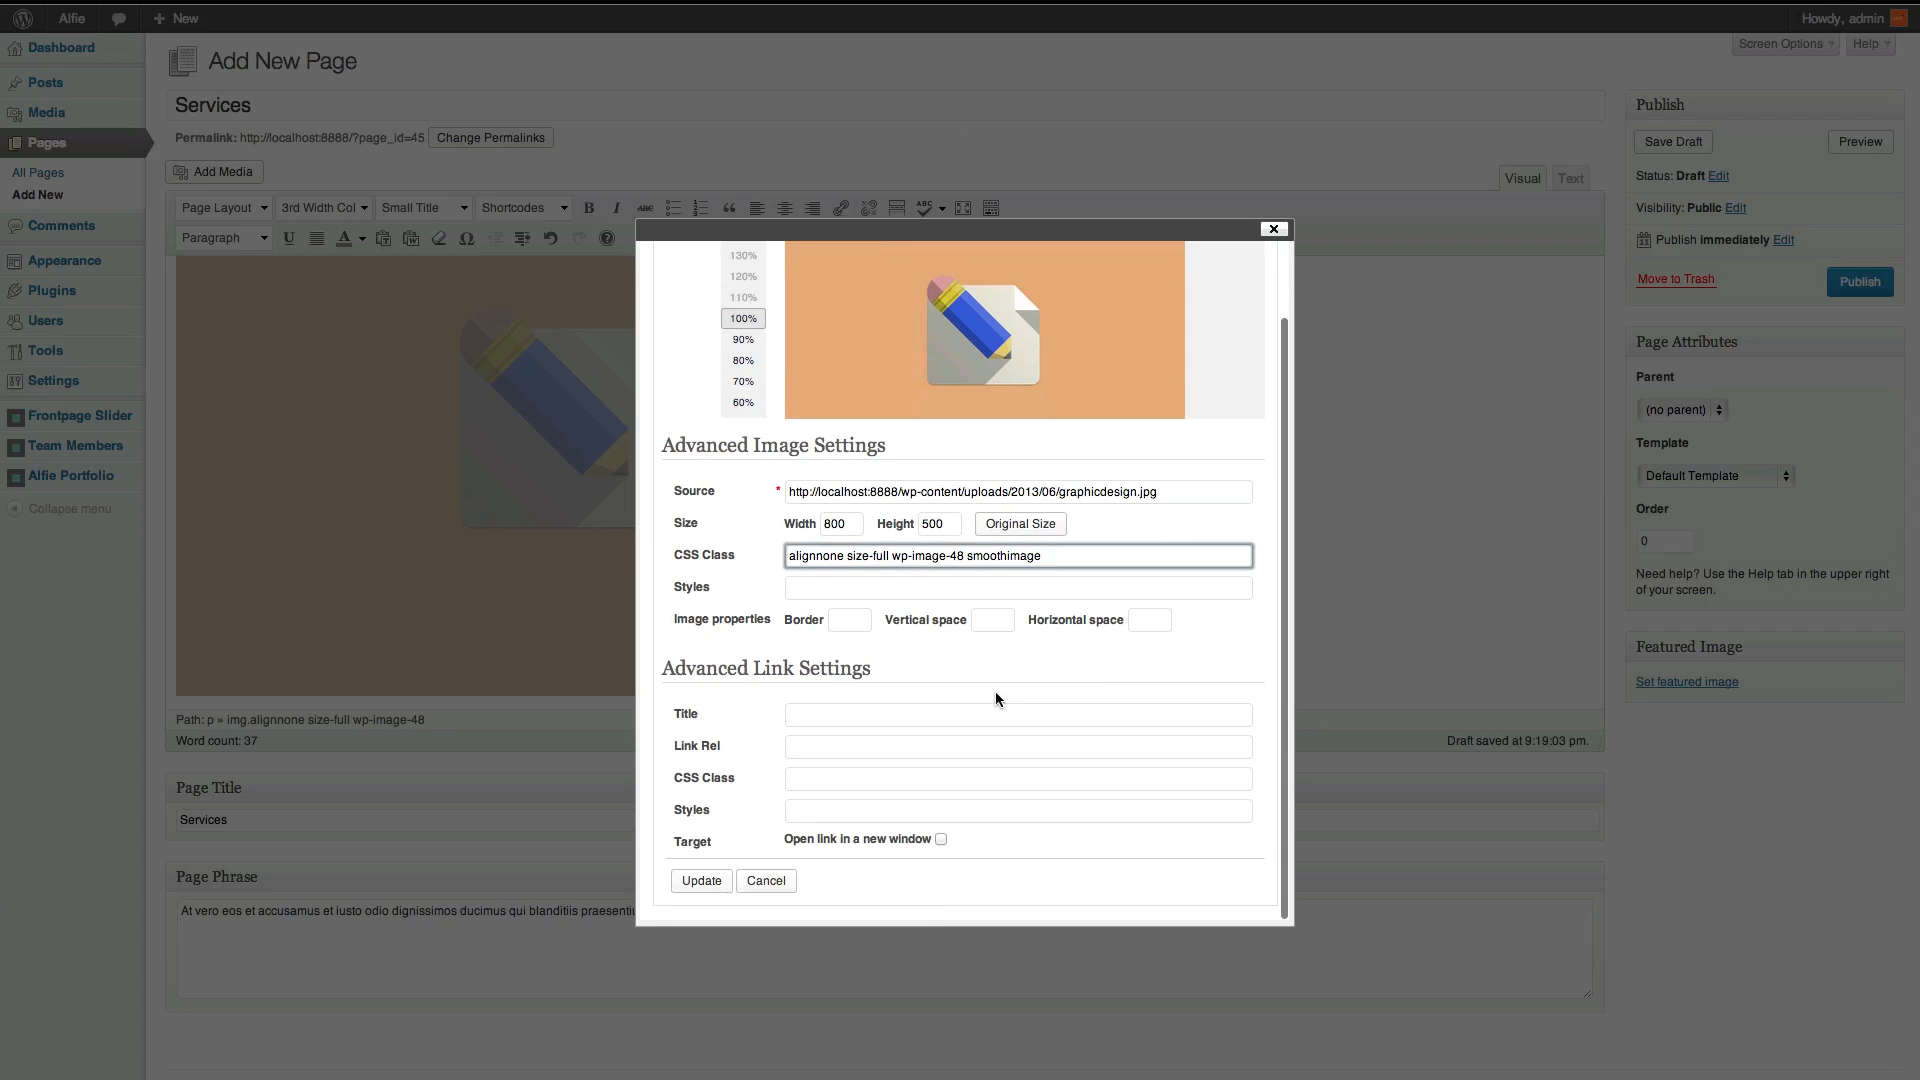 Alfie
New
Howdy, admin
Dashboard
Posts
Media
Pages
All Pages
Add New
Comments
Appearance
Plugins
Users
Tools
Settings
Frontpage Slider
Team Members
Alfie Portfolio
Collapse menu
Screen Options
Help
Add New Page
Services
Permalink: http://localhost:8888/?page_id=45 Change Permalinks
Add Media
Visual Text
Page Layout 3rd Width Col Small Title Shortcodes B I ABC ABC
Paragraph U A
Path: p » img.alignnone size-full wp-image-48
Word count: 37
Draft saved at 9:19:03 pm.
Page Title
Services
Page Phrase
At vero eos et accusamus et iusto odio dignissimos ducimus qui blanditiis
130%
120%
110%
100%
90%
80%
70%
60%
Advanced Image Settings
Source * http://localhost:8888/wp-content/uploads/2013/06/graphicdesign.jpg
Size Width 800 Height 500 Original Size
CSS Class alignnone size-full wp-image-48 smoothimage
Styles
Image properties Border Vertical space Horizontal space
Advanced Link Settings
Title
Link Rel
CSS Class
Styles
Target Open link in a new window
Update Cancel
Publish
Save Draft Preview
Status: Draft Edit
Visibility: Public Edit
Publish immediately Edit
Move to Trash Publish
Page Attributes
Parent
(no parent)
Template
Default Template
Order
0
Need help? Use the Help tab in the upper right
of your screen.
Featured Image
Set featured image